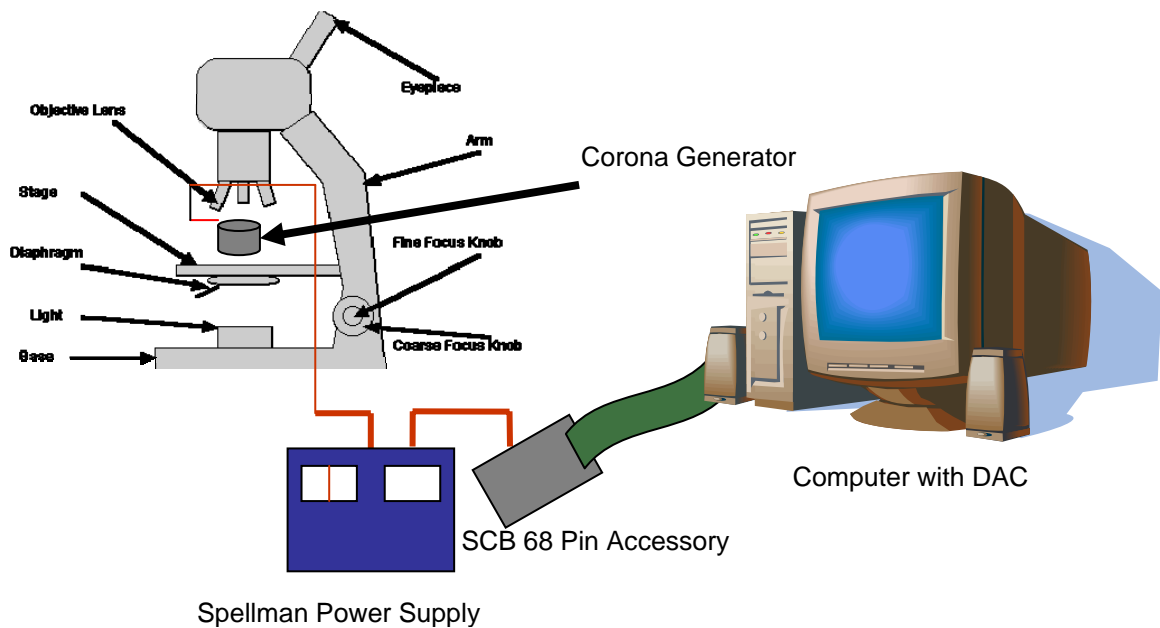 Eyepiece
Objective Lens
Arm
Corona Generator
Stage
Fine Focus Knob
Diaphragm
Light
Coarse Focus Knob
Base
Computer with DAC
SCB 68 Pin Accessory
Spellman Power Supply